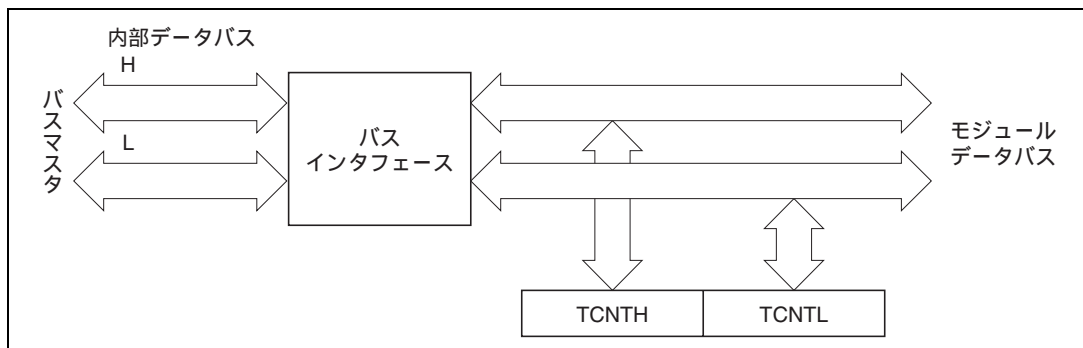 内部データバス
H
L
バスマスタ
バス
インタフェース
モジュール
データバス
TCNTH
TCNTL